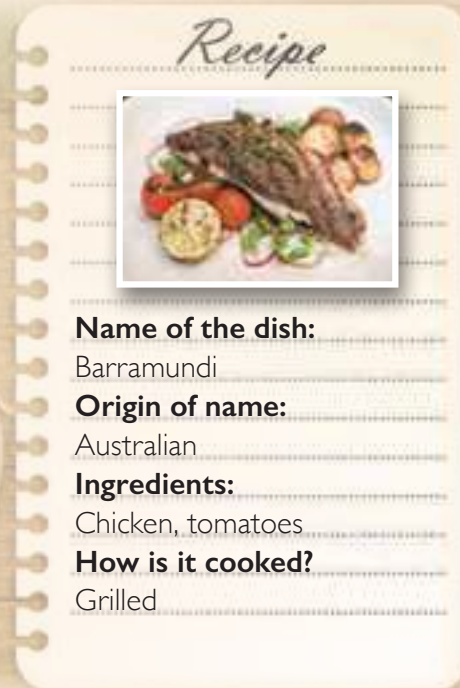 Recipe
Name of the dish:
Barramundi
Origin of name:
Australian
Ingredients:
Chicken, tomatoes
How is it cooked?
Grilled